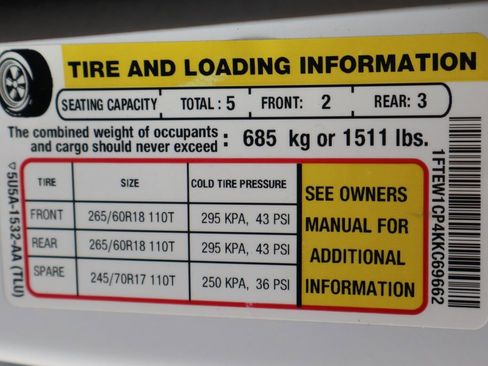 TIRE AND LOADING INFORMATION
SEATING CAPACITY TOTAL : 5 FRONT: 2 REAR: 3
The combined weight of occupants
and cargo should never exceed : 685 kg or 1511 lbs.
TIRE SIZE COLD TIRE PRESSURE
FRONT 265/60R18 110T 295 KPA, 43 PSI
REAR 265/60R18 110T 295 KPA, 43 PSI
SPARE 245/70R17 110T 250 KPA, 36 PSI
SEE OWNERS
MANUAL FOR
ADDITIONAL
INFORMATION
5U5A-1532-AA (TLU)
1FTEW1CP4KKC69662